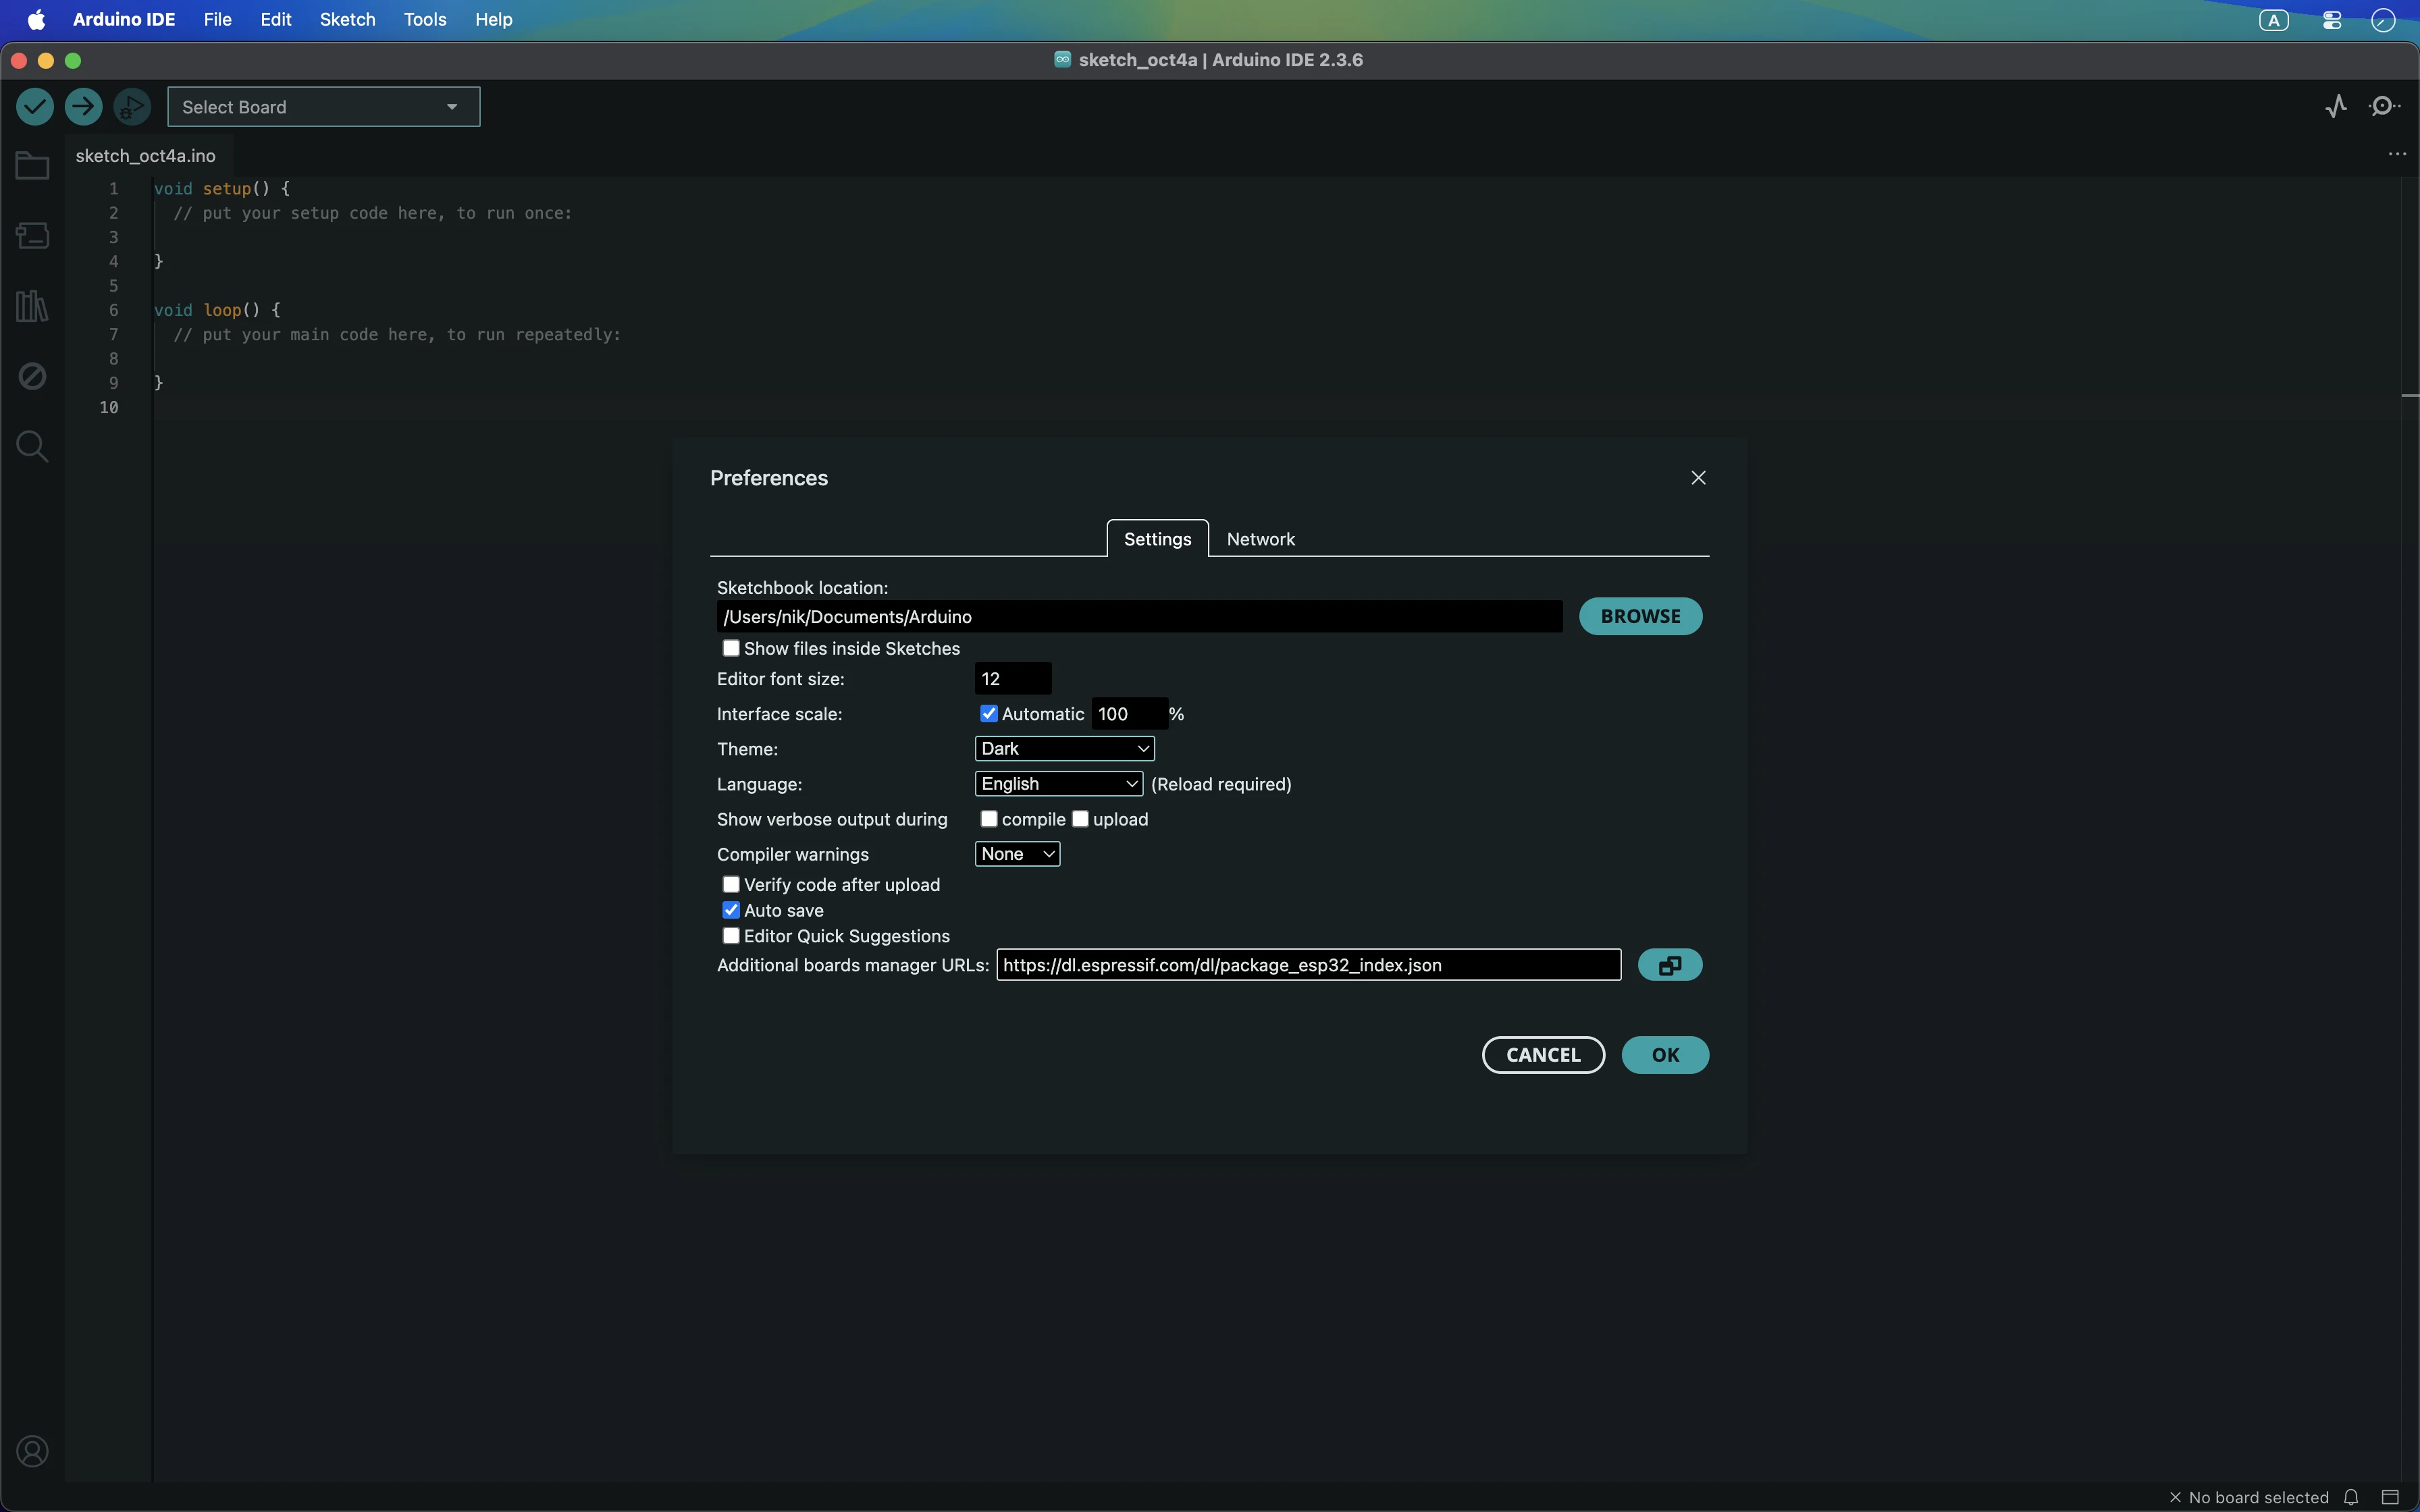 Arduino IDE File Edit Sketch Tools Help A
sketch_oct4a | Arduino IDE 2.3.6
Select Board
sketch_oct4a.ino
1 void setup() {
2 // put your setup code here, to run once:
3
4 }
5
6 void loop() {
7 // put your main code here, to run repeatedly:
8
9 }
10
Preferences
Settings Network
Sketchbook location:
/Users/nik/Documents/Arduino BROWSE
Show files inside Sketches
Editor font size: 12
Interface scale: Automatic 100 %
Theme: Dark
Language: English (Reload required)
Show verbose output during compile upload
Compiler warnings None
Verify code after upload
Auto save
Editor Quick Suggestions
Additional boards manager URLs: https://dl.espressif.com/dl/package_esp32_index.json
CANCEL OK
No board selected